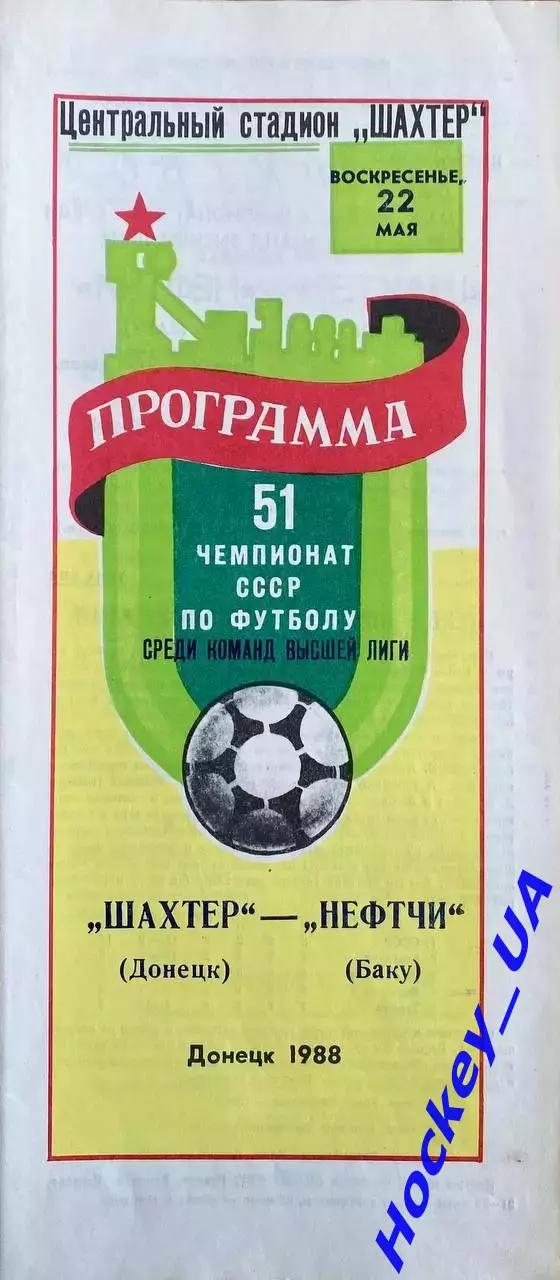 Центральный стадион „ШАХТЕР“
ВОСКРЕСЕНЬЕ,
22
МАЯ
ПРОГРАММА
51
ЧЕМПИОНАТ
СССР
ПО ФУТБОЛУ
СРЕДИ КОМАНД ВЫСШЕЙ ЛИГИ
„ШАХТЕР“ — „НЕФТЧИ“
(Донецк) (Баку)
Донецк 1988
Hockey_UA